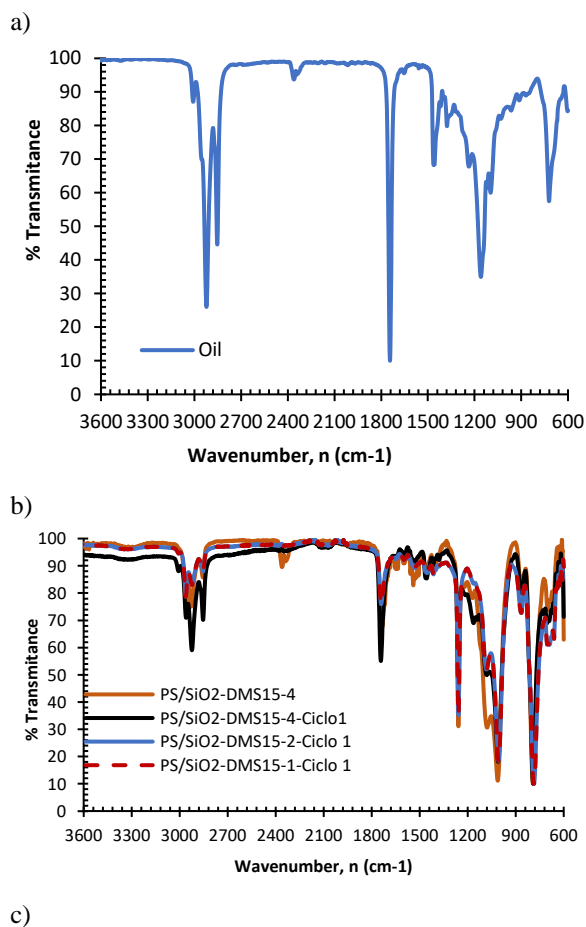 a)
100
90
80
70
60
50
40
30
20
10
0
% Transmitance
Oil
3600 3300 3000 2700 2400 2100 1800 1500 1200 900 600
Wavenumber, n (cm-1)
b)
100
90
80
70
60
50
40
30
20
10
0
% Transmitance
PS/SiO2-DMS15-4
PS/SiO2-DMS15-4-Ciclo1
PS/SiO2-DMS15-2-Ciclo 1
PS/SiO2-DMS15-1-Ciclo 1
3600 3300 3000 2700 2400 2100 1800 1500 1200 900 600
Wavenumber, n (cm-1)
c)